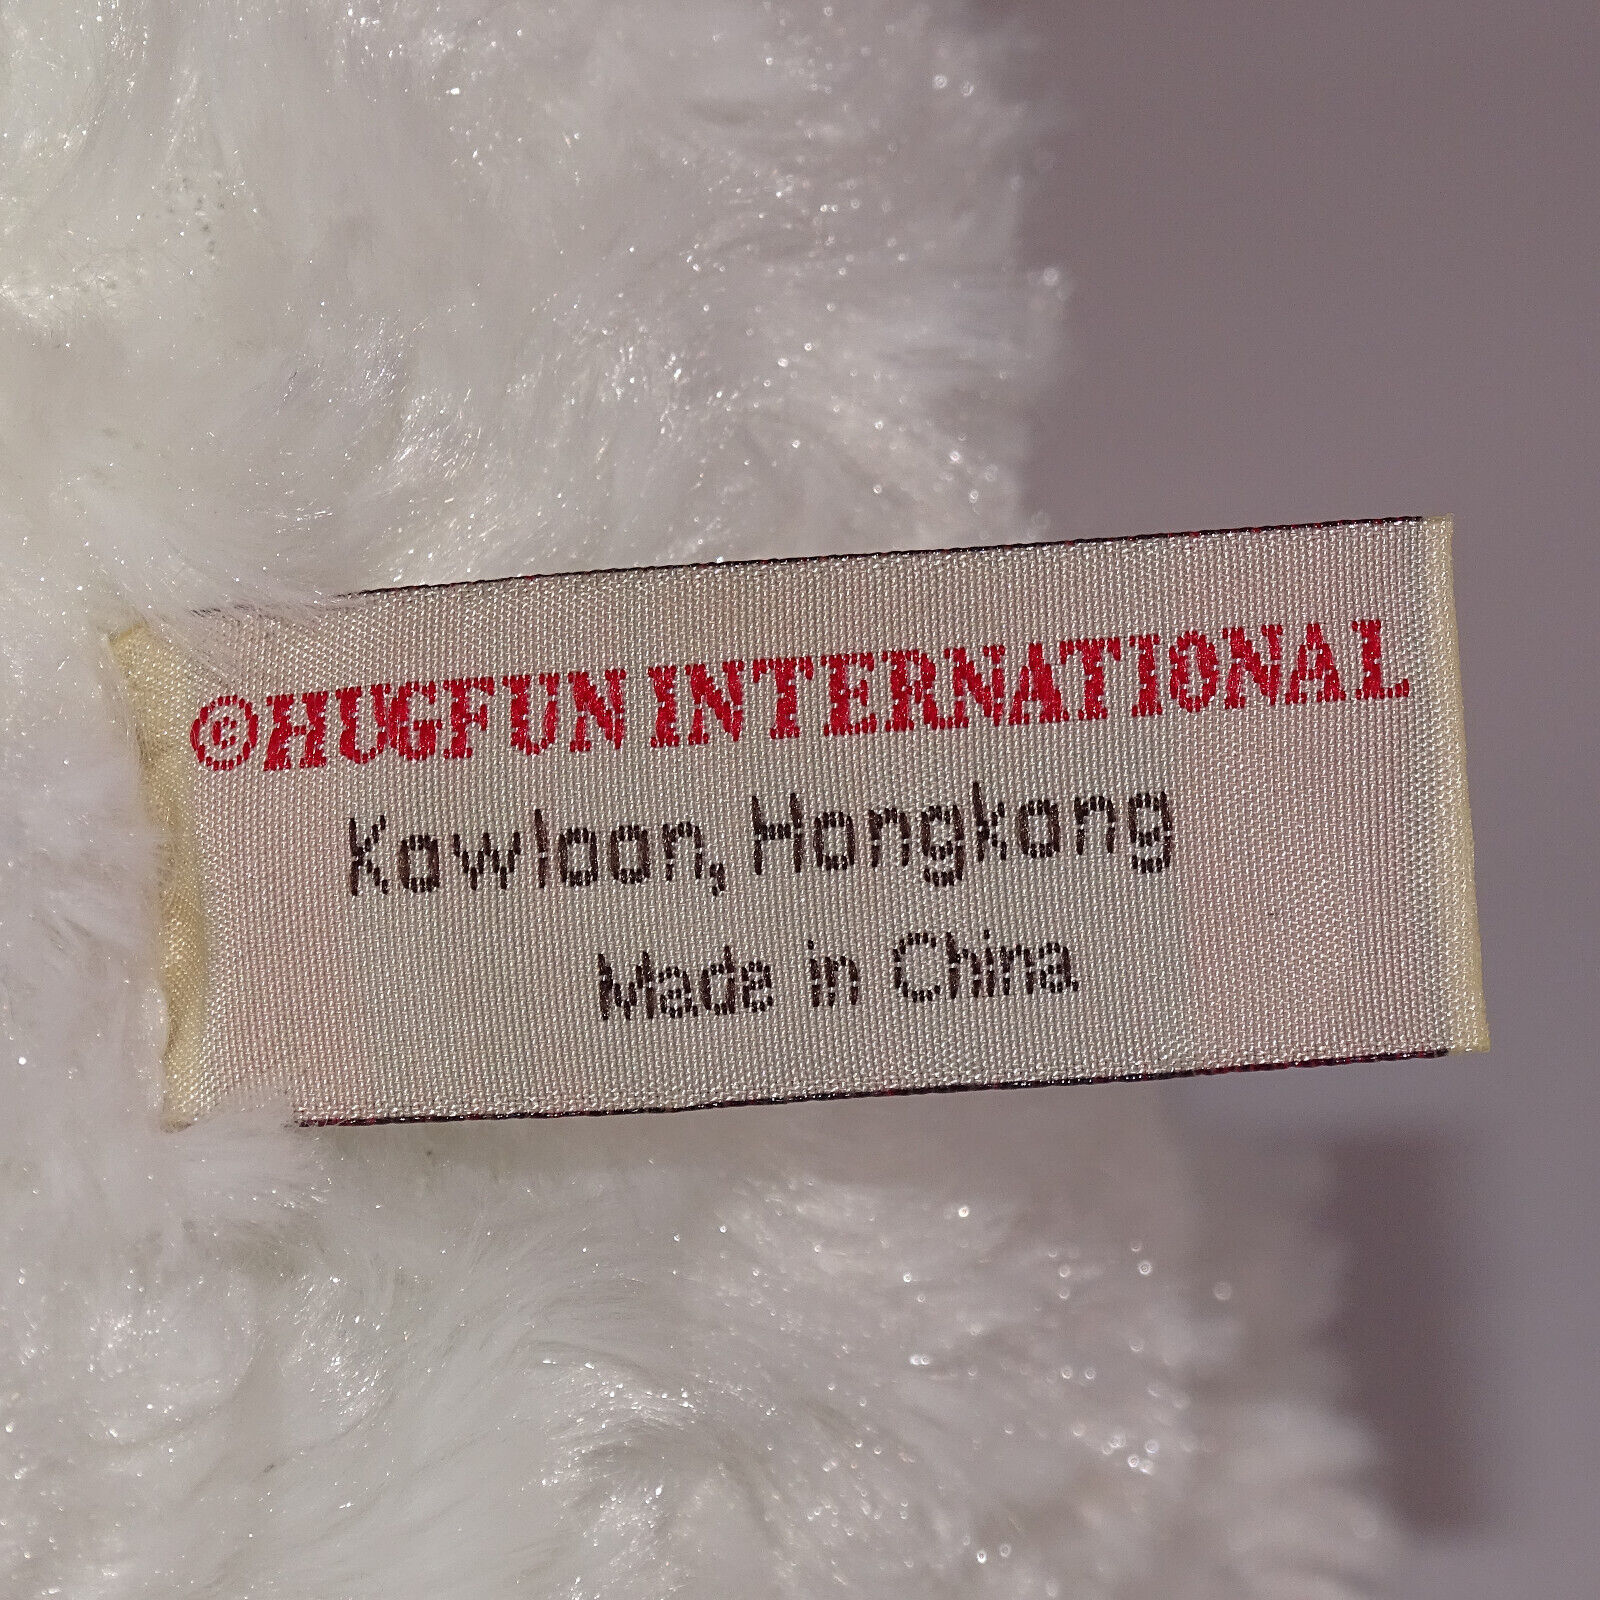 ©HUGFUN INTERNATIONAL
Kowloon, Hongkong
Made in China